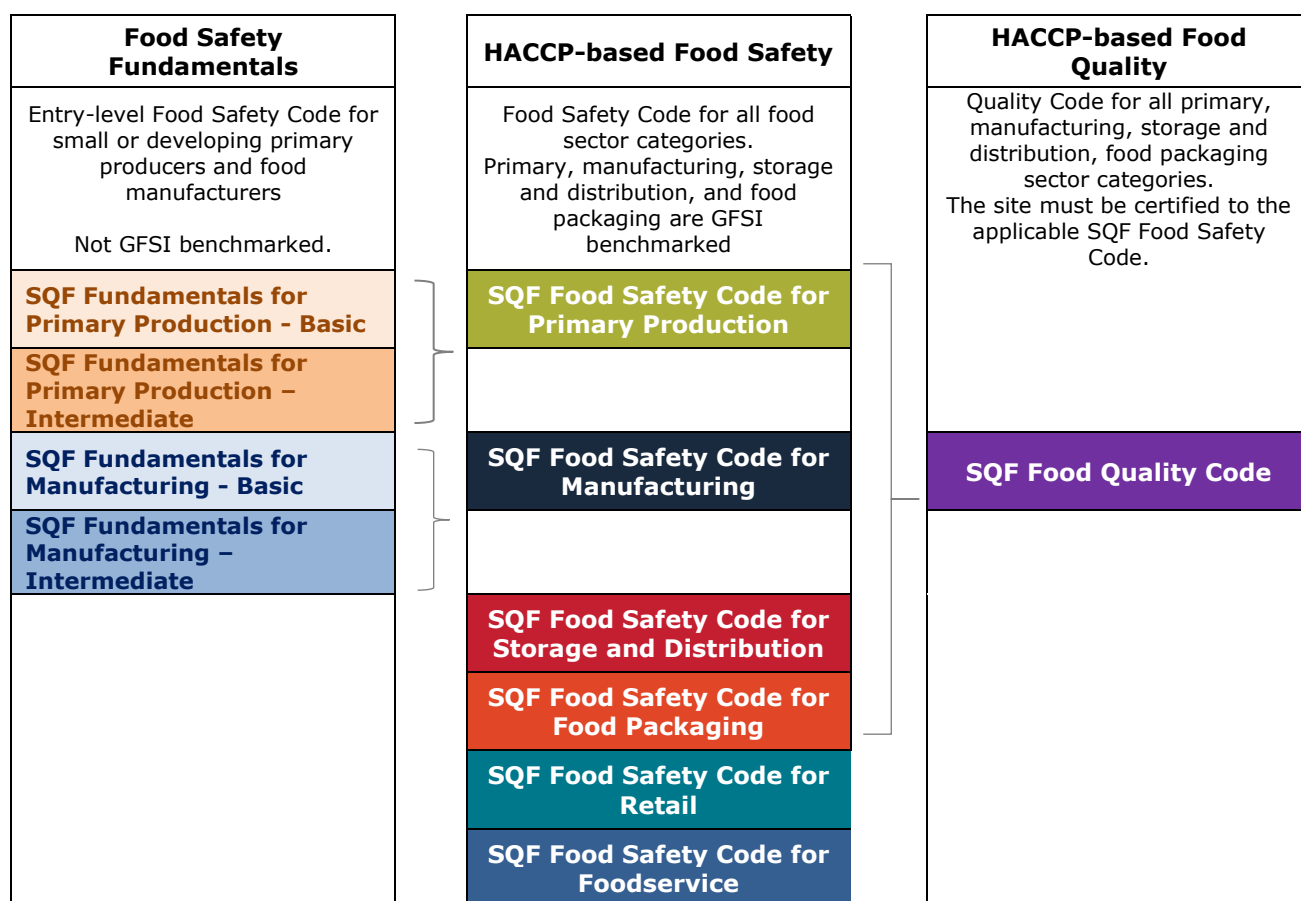 Food Safety
Fundamentals
Entry-level Food Safety Code for
small or developing primary
producers and food
manufacturers
Not GFSI benchmarked.
SQF Fundamentals for
Primary Production - Basic
SQF Fundamentals for
Primary Production –
Intermediate
SQF Fundamentals for
Manufacturing - Basic
SQF Fundamentals for
Manufacturing –
Intermediate
HACCP-based Food Safety
Food Safety Code for all food
sector categories.
Primary, manufacturing, storage
and distribution, and food
packaging are GFSI
benchmarked
SQF Food Safety Code for
Primary Production
SQF Food Safety Code for
Manufacturing
SQF Food Safety Code for
Storage and Distribution
SQF Food Safety Code for
Food Packaging
SQF Food Safety Code for
Retail
SQF Food Safety Code for
Foodservice
HACCP-based Food
Quality
Quality Code for all primary,
manufacturing, storage and
distribution, food packaging
sector categories.
The site must be certified to the
applicable SQF Food Safety
Code.
SQF Food Quality Code